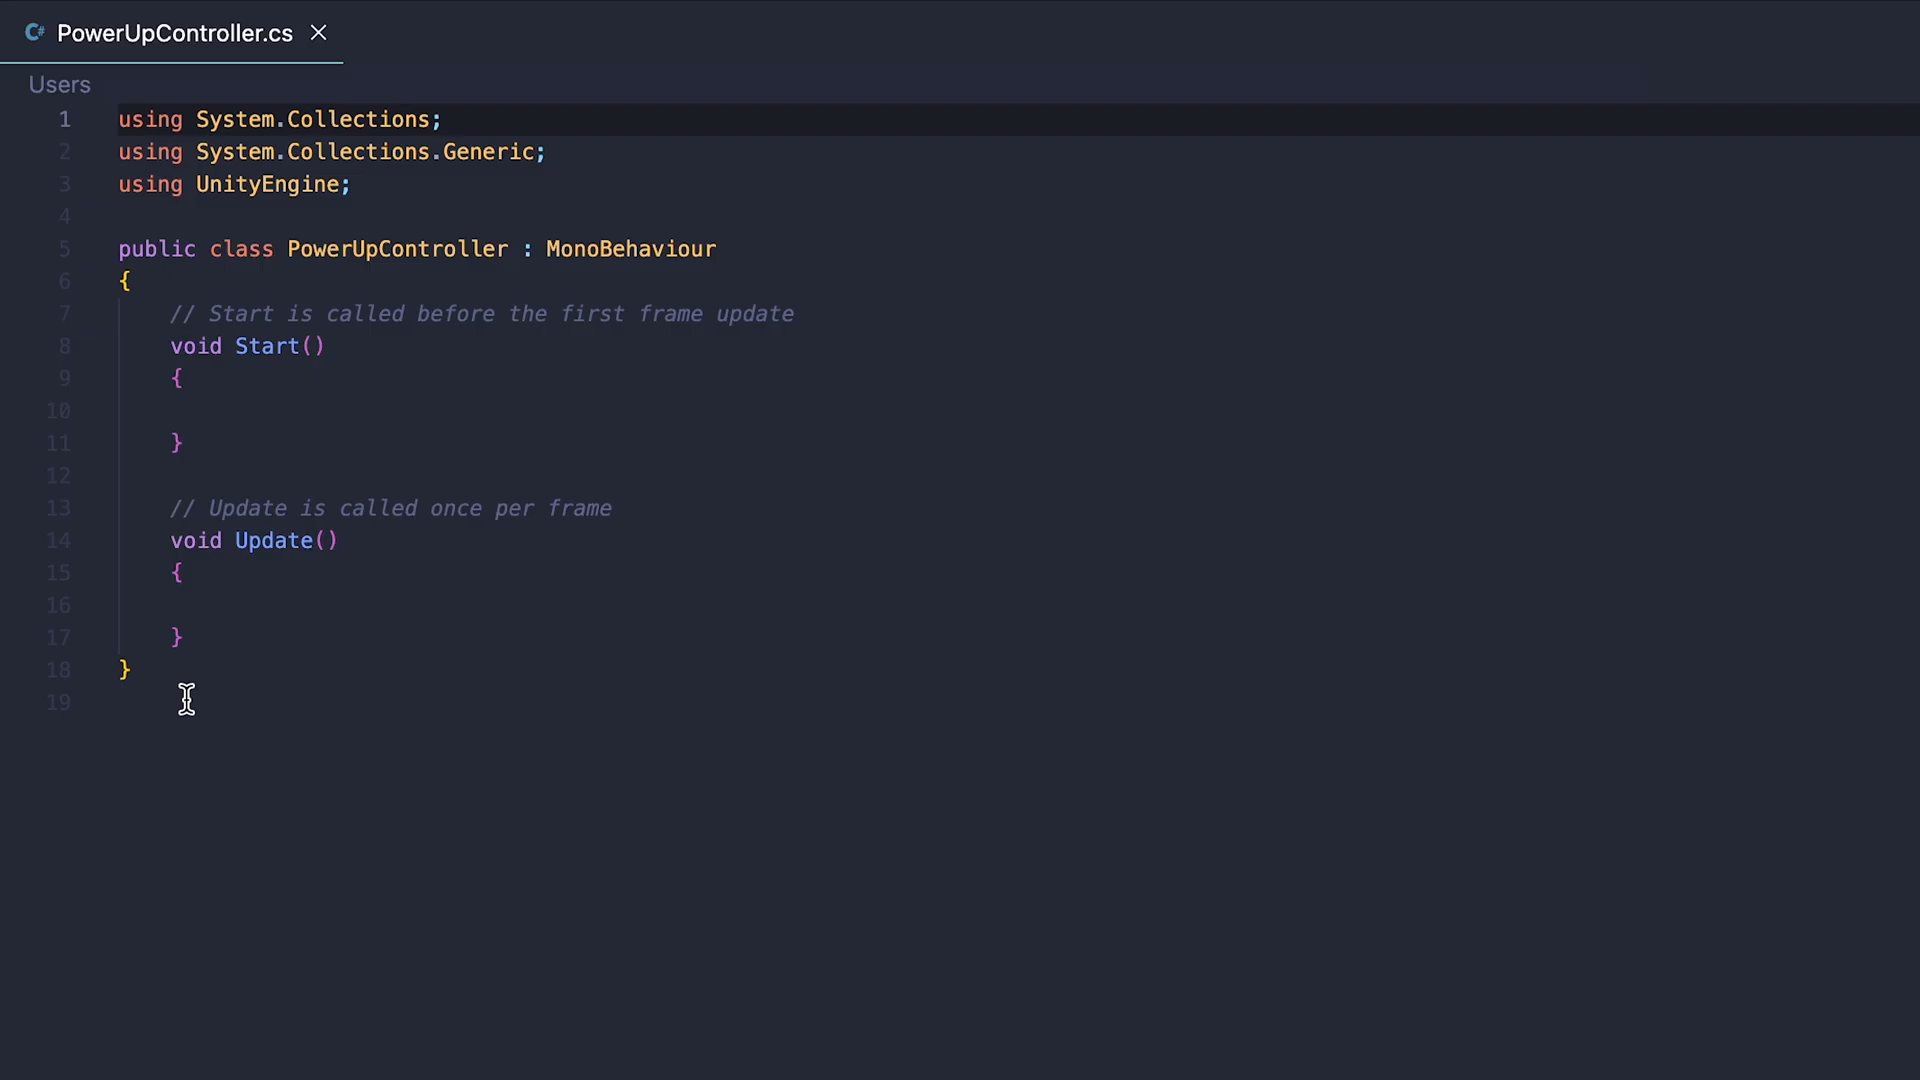 C# PowerUpController.cs
Users
1 using System.Collections;
2 using System.Collections.Generic;
3 using UnityEngine;
4
5 public class PowerUpController : MonoBehaviour
6 {
7 // Start is called before the first frame update
8 void Start()
9 {
10
11 }
12
13 // Update is called once per frame
14 void Update()
15 {
16
17 }
18 }
19